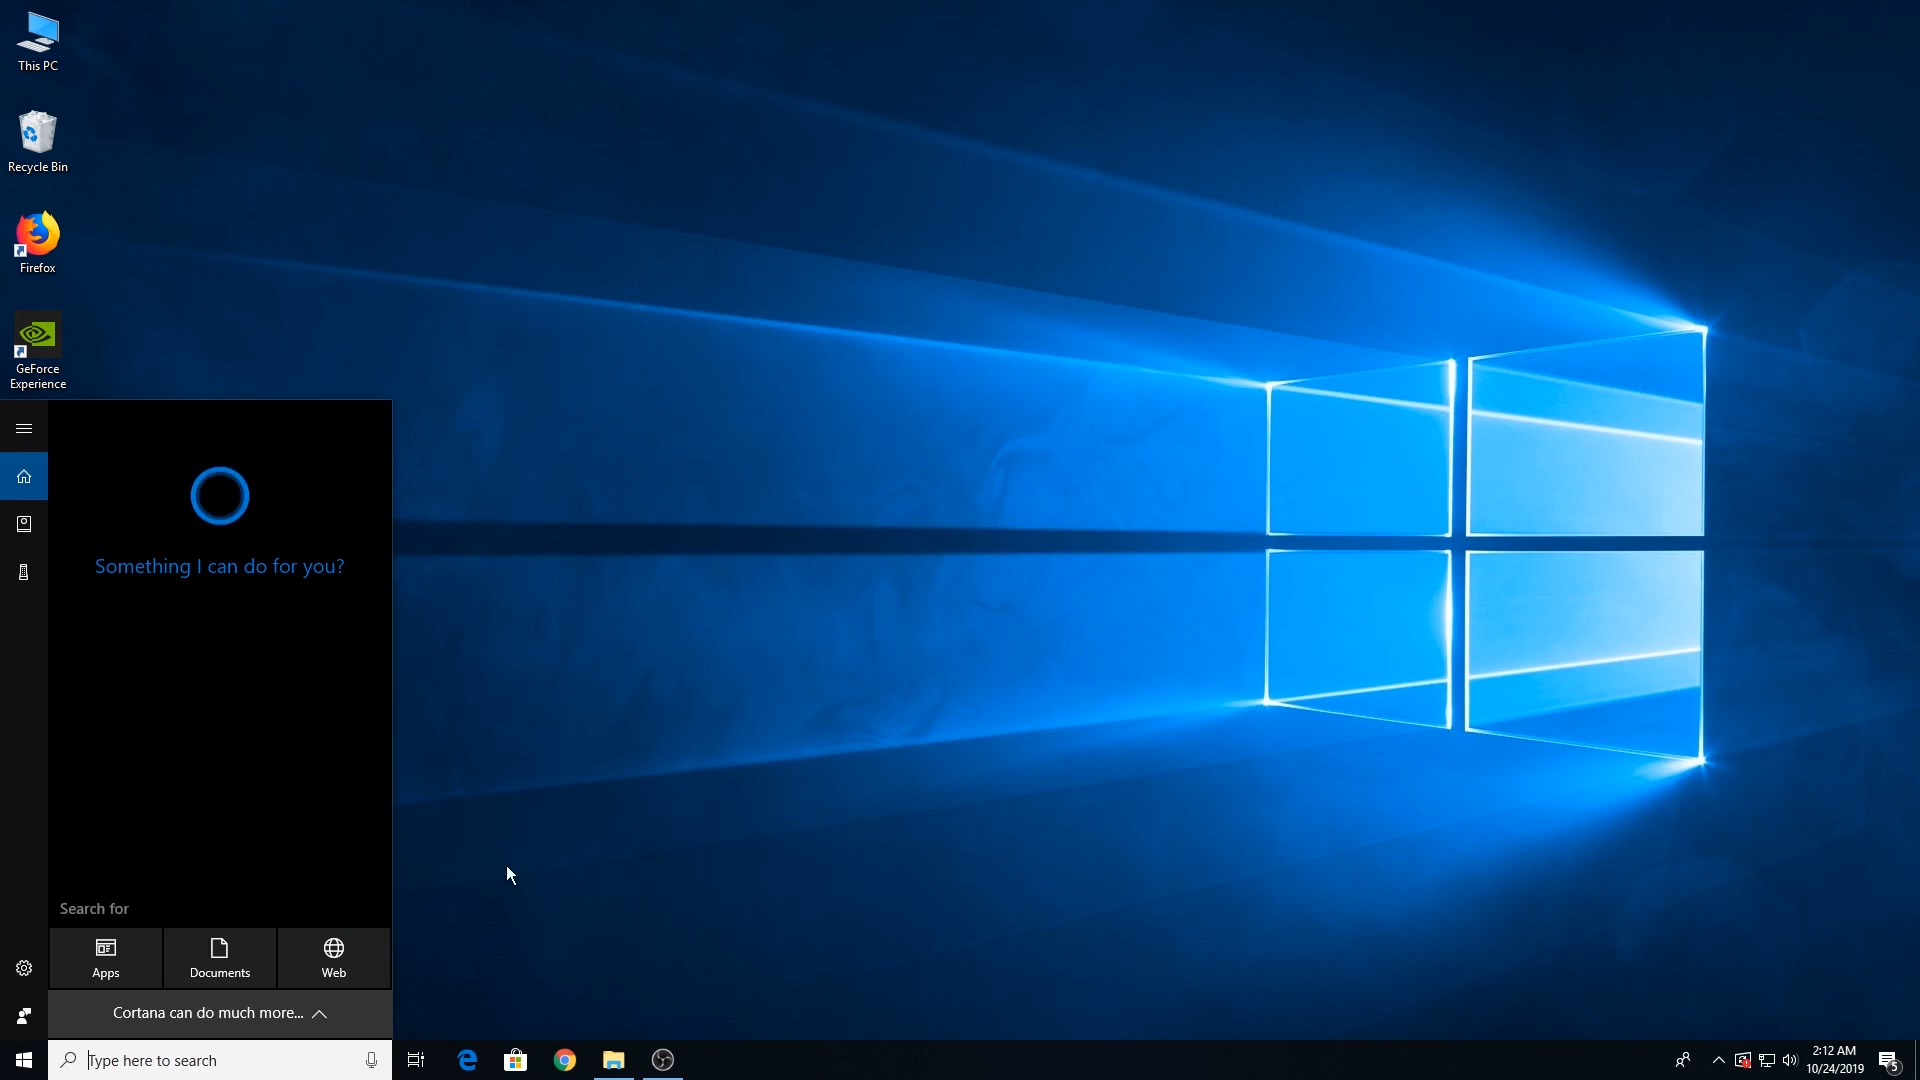 This PC
Recycle Bin
Firefox
GeForce
Experience
Something I can do for you?
Search for
Apps
Documents
Web
Cortana can do much more...
Type here to search
2:12 AM
10/24/2019
5